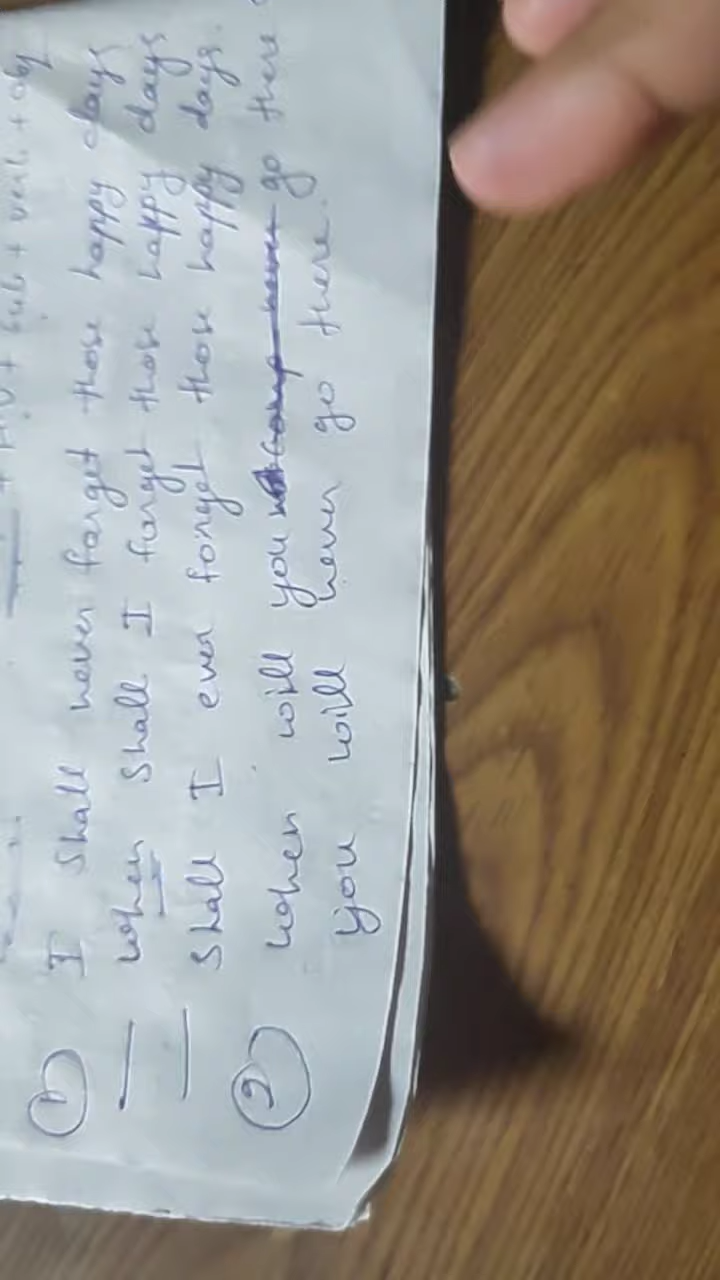 + H.V + Sub + verb + obj
① I Shall never forget those happy days
— When Shall I forget those happy days
— Shall I ever forget those happy days.
② When will you go there
you will never go there.